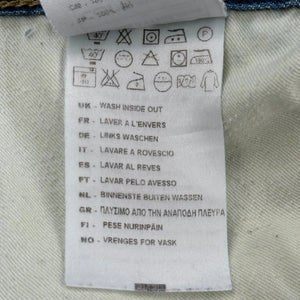 UK - WASH INSIDE OUT
FR - LAVER A L'ENVERS
DE - LINKS WASCHEN
IT - LAVARE A ROVESCIO
ES - LAVAR AL REVES
PT - LAVAR PELO AVESSO
NL - BINNENSTE BUITEN WASSEN
GR - ΠΛΥΣΙΜΟ ΑΠΟ ΤΗΝ ΑΝΑΠΟΔΗ ΠΛΕΥΡΑ
FI - PESE NURINPÄIN
NO - VRENGES FOR VASK